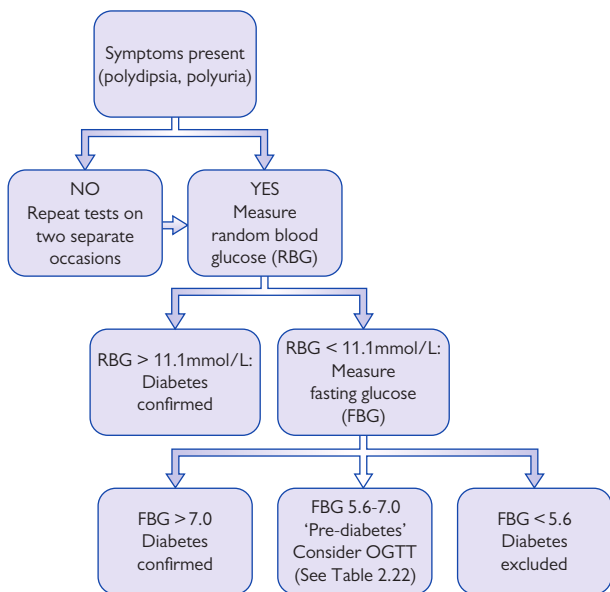 Symptoms present
(polydipsia, polyuria)
NO
Repeat tests on
two separate
occasions
YES
Measure
random blood
glucose (RBG)
RBG > 11.1mmol/L:
Diabetes
confirmed
RBG < 11.1mmol/L:
Measure
fasting glucose
(FBG)
FBG > 7.0
Diabetes
confirmed
FBG 5.6-7.0
‘Pre-diabetes’
Consider OGTT
(See Table 2.22)
FBG < 5.6
Diabetes
excluded